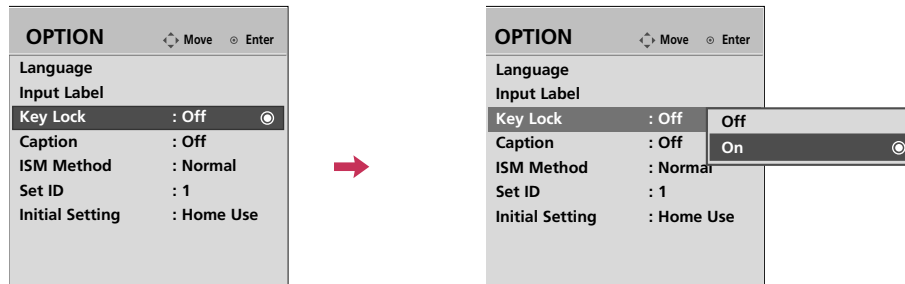 OPTION Move Enter
Language
Input Label
Key Lock : Off
Caption : Off
ISM Method : Normal
Set ID : 1
Initial Setting : Home Use
OPTION Move Enter
Language
Input Label
Key Lock : Off
Caption : Off
ISM Method : Normal
Set ID : 1
Initial Setting : Home Use
Off
On